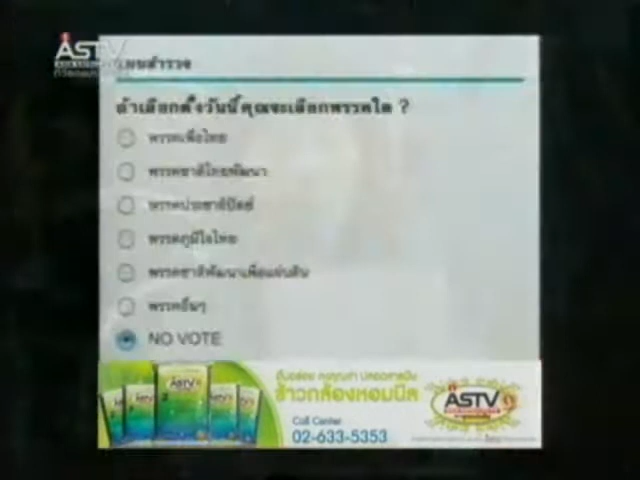 ASTV
แบบสำรวจ
ถ้าเลือกตั้งวันนี้คุณจะเลือกพรรคใด ?
พรรคเพื่อไทย
พรรคชาติไทยพัฒนา
พรรคประชาธิปัตย์
พรรคภูมิใจไทย
พรรคชาติพัฒนาเพื่อแผ่นดิน
พรรคอื่นๆ
NO VOTE
ข้าวกล้องหอมนิล
Call Center
02-633-5353
ASTV
ASTV